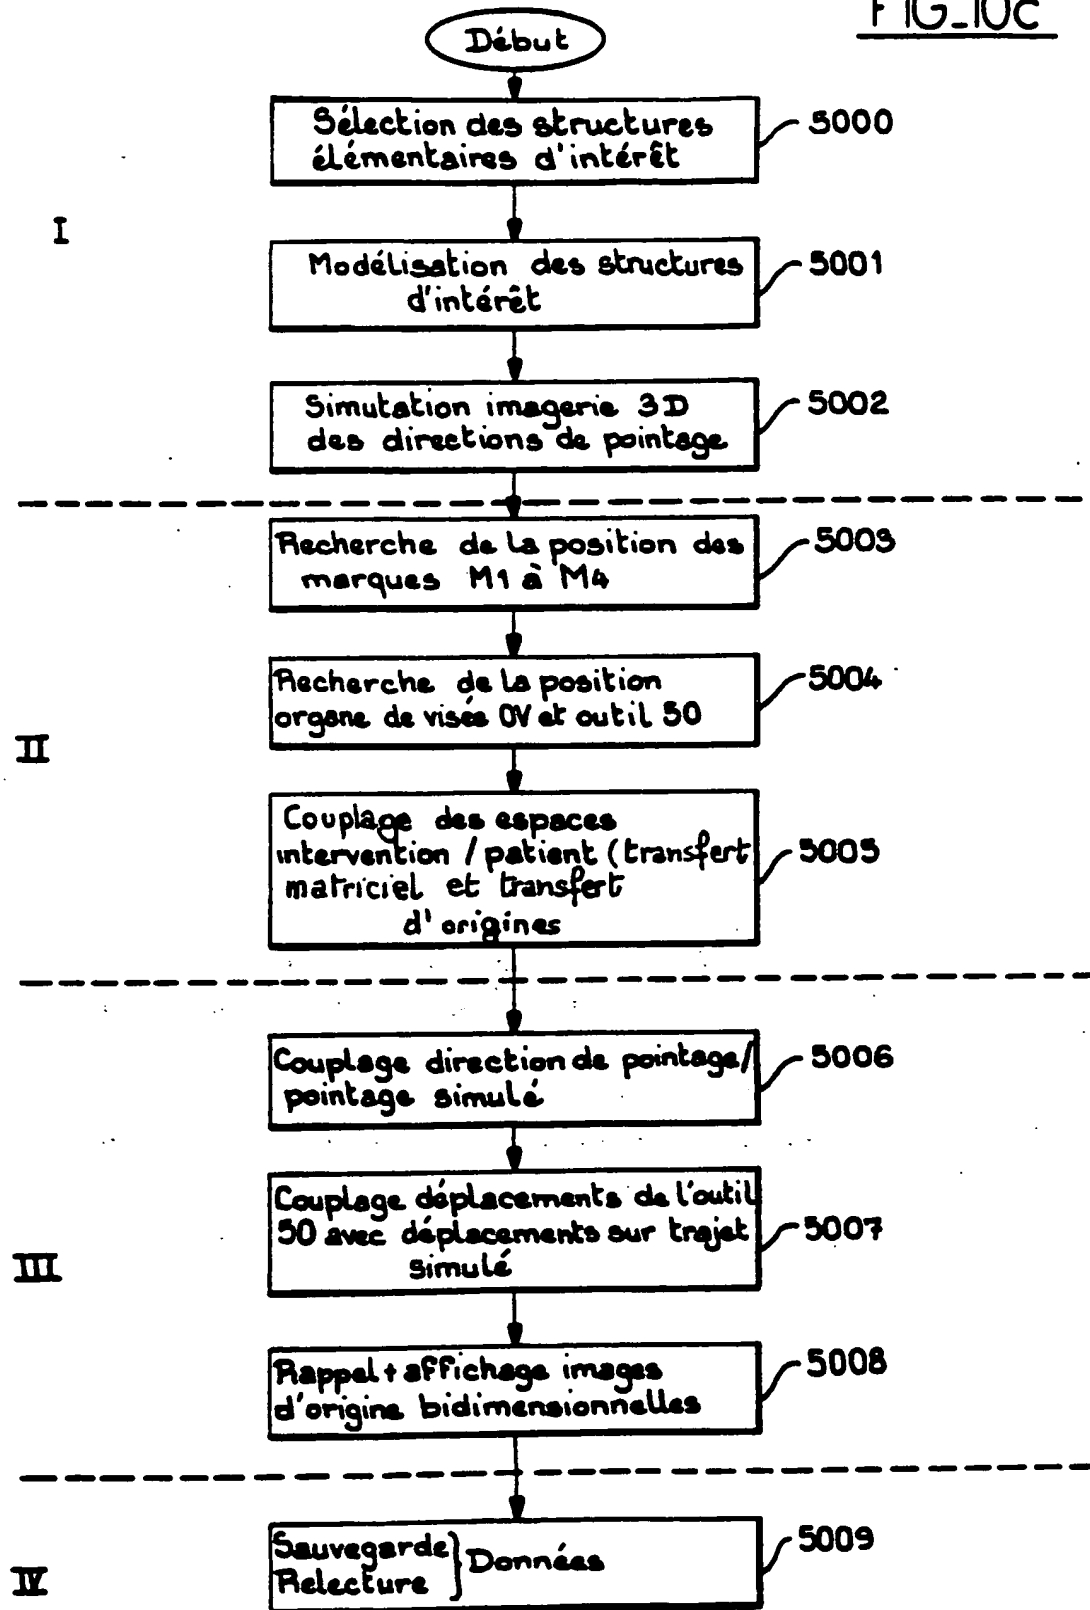 FIG_10c
Début
Sélection des structures
élémentaires d'intérêt
5000
I
Modélisation des structures
d'intérêt
5001
Simutation imagerie 3D
des directions de pointage
5002
Recherche de la position des
marques M1 à M4
5003
Recherche de la position
organe de visée OV et outil 50
5004
II
Couplage des espaces
intervention / patient (transfert
matriciel et transfert
d'origines
5005
Couplage direction de pointage/
pointage simulé
5006
Couplage déplacements de l'outil
50 avec déplacements sur trajet
simulé
5007
III
Rappel + affichage images
d'origine bidimensionnelles
5008
Sauvegarde
Relecture } Données
5009
IV